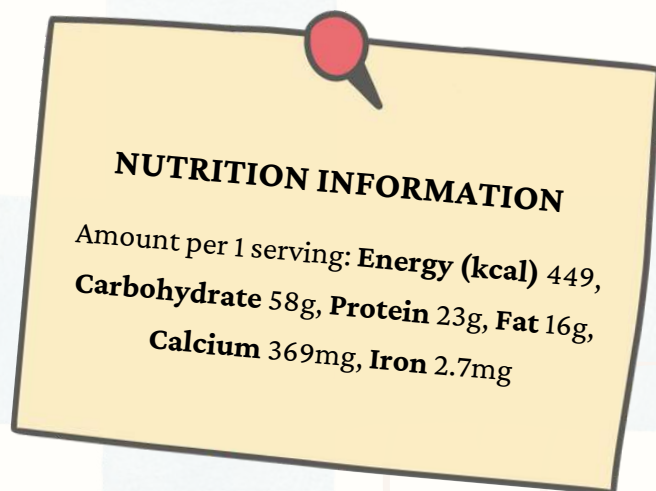 NUTRITION INFORMATION
Amount per 1 serving: Energy (kcal) 449,
Carbohydrate 58g, Protein 23g, Fat 16g,
Calcium 369mg, Iron 2.7mg